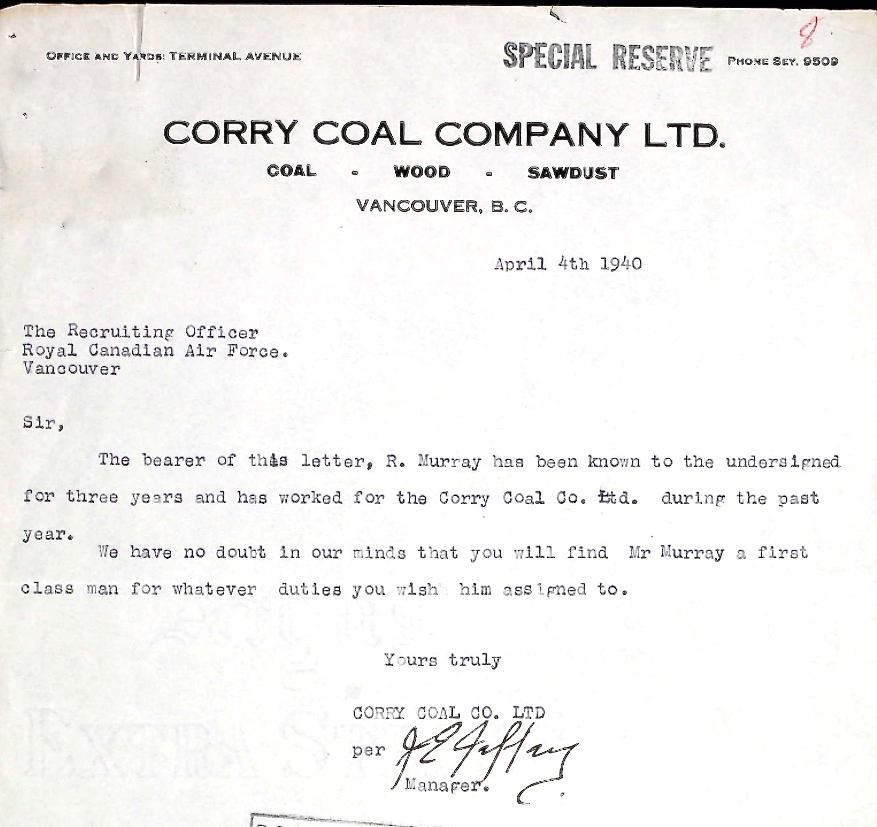 8
OFFICE AND YARDS: TERMINAL AVENUE SPECIAL RESERVE PHONE SEY. 9509
CORRY COAL COMPANY LTD.
COAL - WOOD - SAWDUST
VANCOUVER, B. C.
April 4th 1940
The Recruiting Officer
Royal Canadian Air Force.
Vancouver
Sir,
The bearer of this letter, R. Murray has been known to the undersigned
for three years and has worked for the Corry Coal Co. Ltd. during the past
year.
We have no doubt in our minds that you will find Mr Murray a first
class man for whatever duties you wish him assigned to.
Yours truly
CORRY COAL CO. LTD
per
Manager.